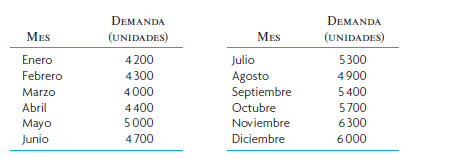 DEMANDA DEMANDA
MES (UNIDADES) MES (UNIDADES)
Enero 4 200 Julio 5 300
Febrero 4 300 Agosto 4 900
Marzo 4 000 Septiembre 5 400
Abril 4 400 Octubre 5 700
Mayo 5 000 Noviembre 6 300
Junio 4 700 Diciembre 6 000